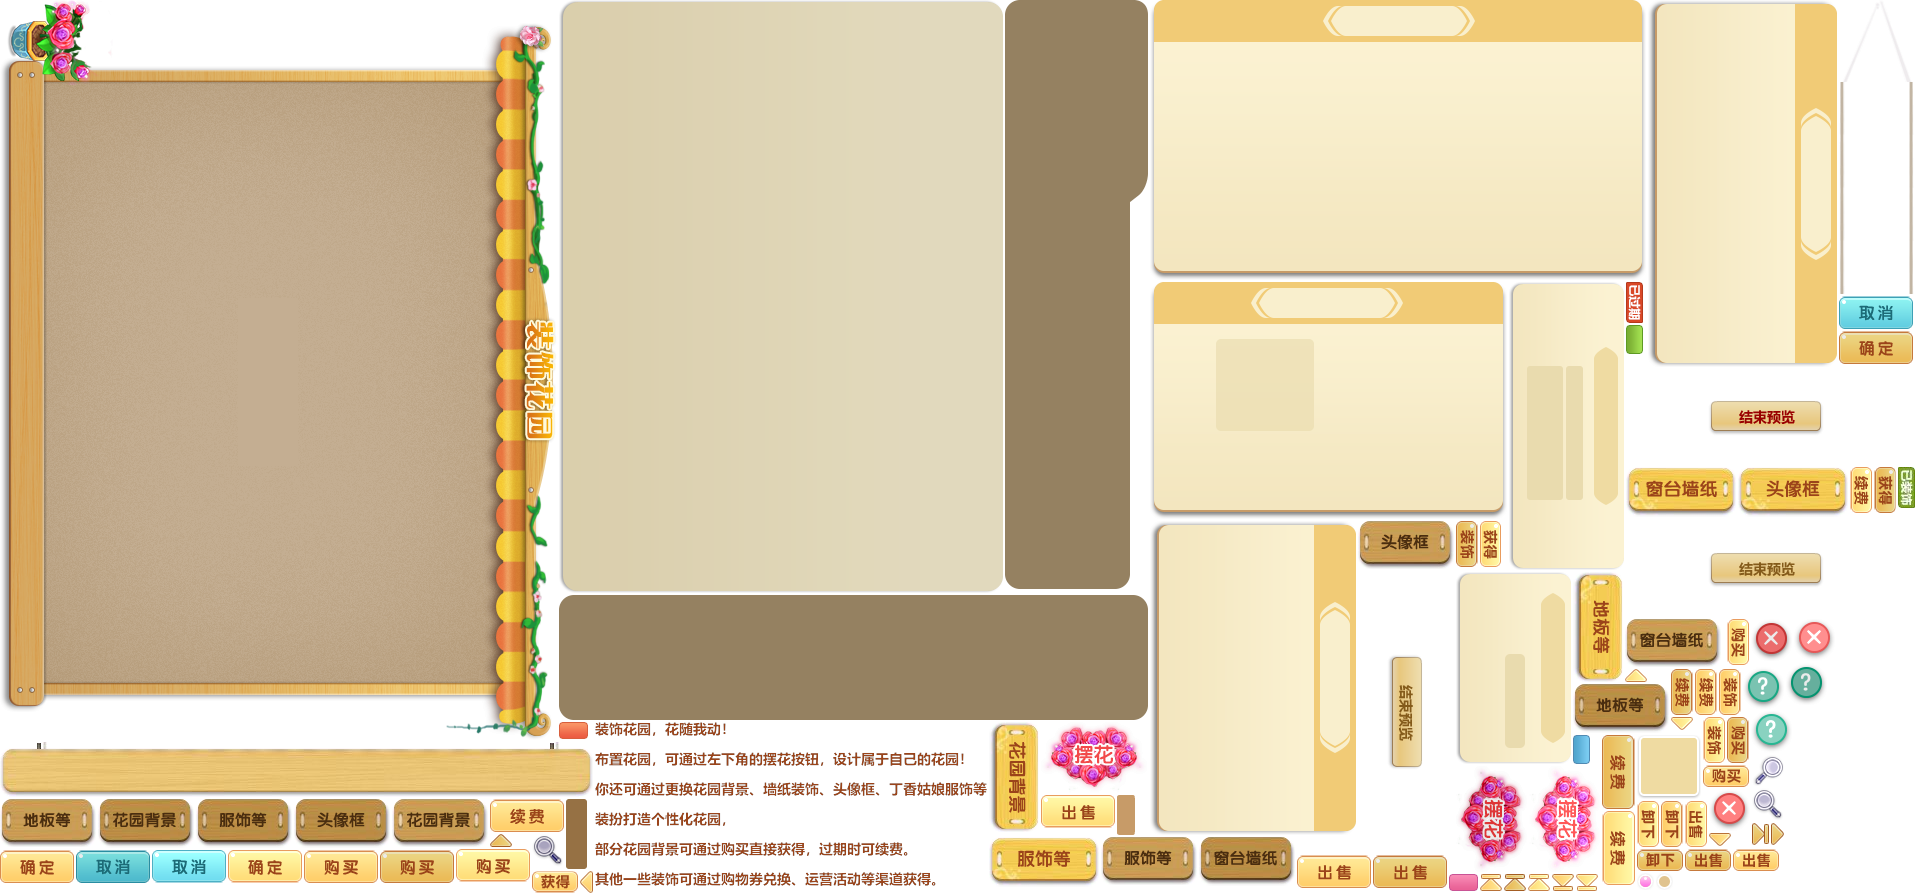 装饰花园
已过期
取 消
确 定
结束预览
窗台墙纸
头像框
续费
获得
已装饰
头像框
装饰
获得
结束预览
地板等
窗台墙纸
购买
地板等
续费
续费
装饰
结束预览
装饰
购买
购买
续 费
摆花
摆花
续 费
卸下
卸下
出售
卸下
出售
出售
装饰花园，花随我动！
布置花园，可通过左下角的摆花按钮，设计属于自己的花园！
你还可通过更换花园背景、墙纸装饰、头像框、丁香姑娘服饰等
装扮打造个性化花园，
部分花园背景可通过购买直接获得，过期时可续费。
其他一些装饰可通过购物券兑换、运营活动等渠道获得。
花园背景
摆花
出 售
服饰等
服饰等
窗台墙纸
出 售
出 售
地板等
花园背景
服饰等
头像框
花园背景
续 费
确 定
取 消
取 消
确 定
购 买
购 买
购 买
获得